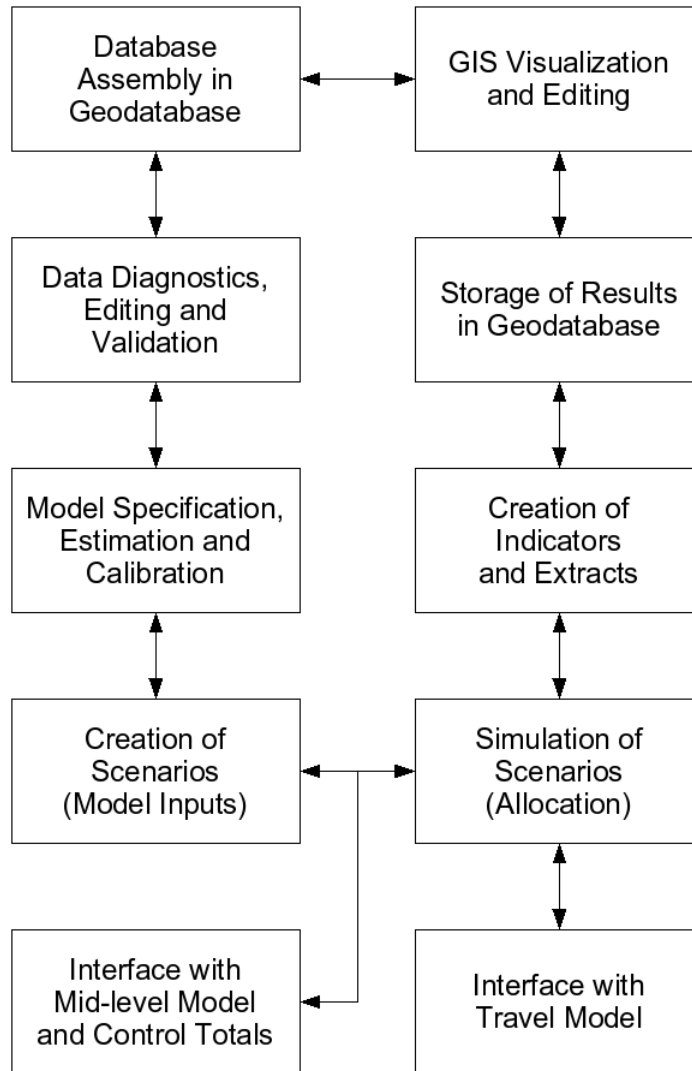 Database
Assembly in
Geodatabase
GIS Visualization
and Editing
Data Diagnostics,
Editing and
Validation
Storage of Results
in Geodatabase
Model Specification,
Estimation and
Calibration
Creation of
Indicators
and Extracts
Creation of
Scenarios
(Model Inputs)
Simulation of
Scenarios
(Allocation)
Interface with
Mid-level Model
and Control Totals
Interface with
Travel Model